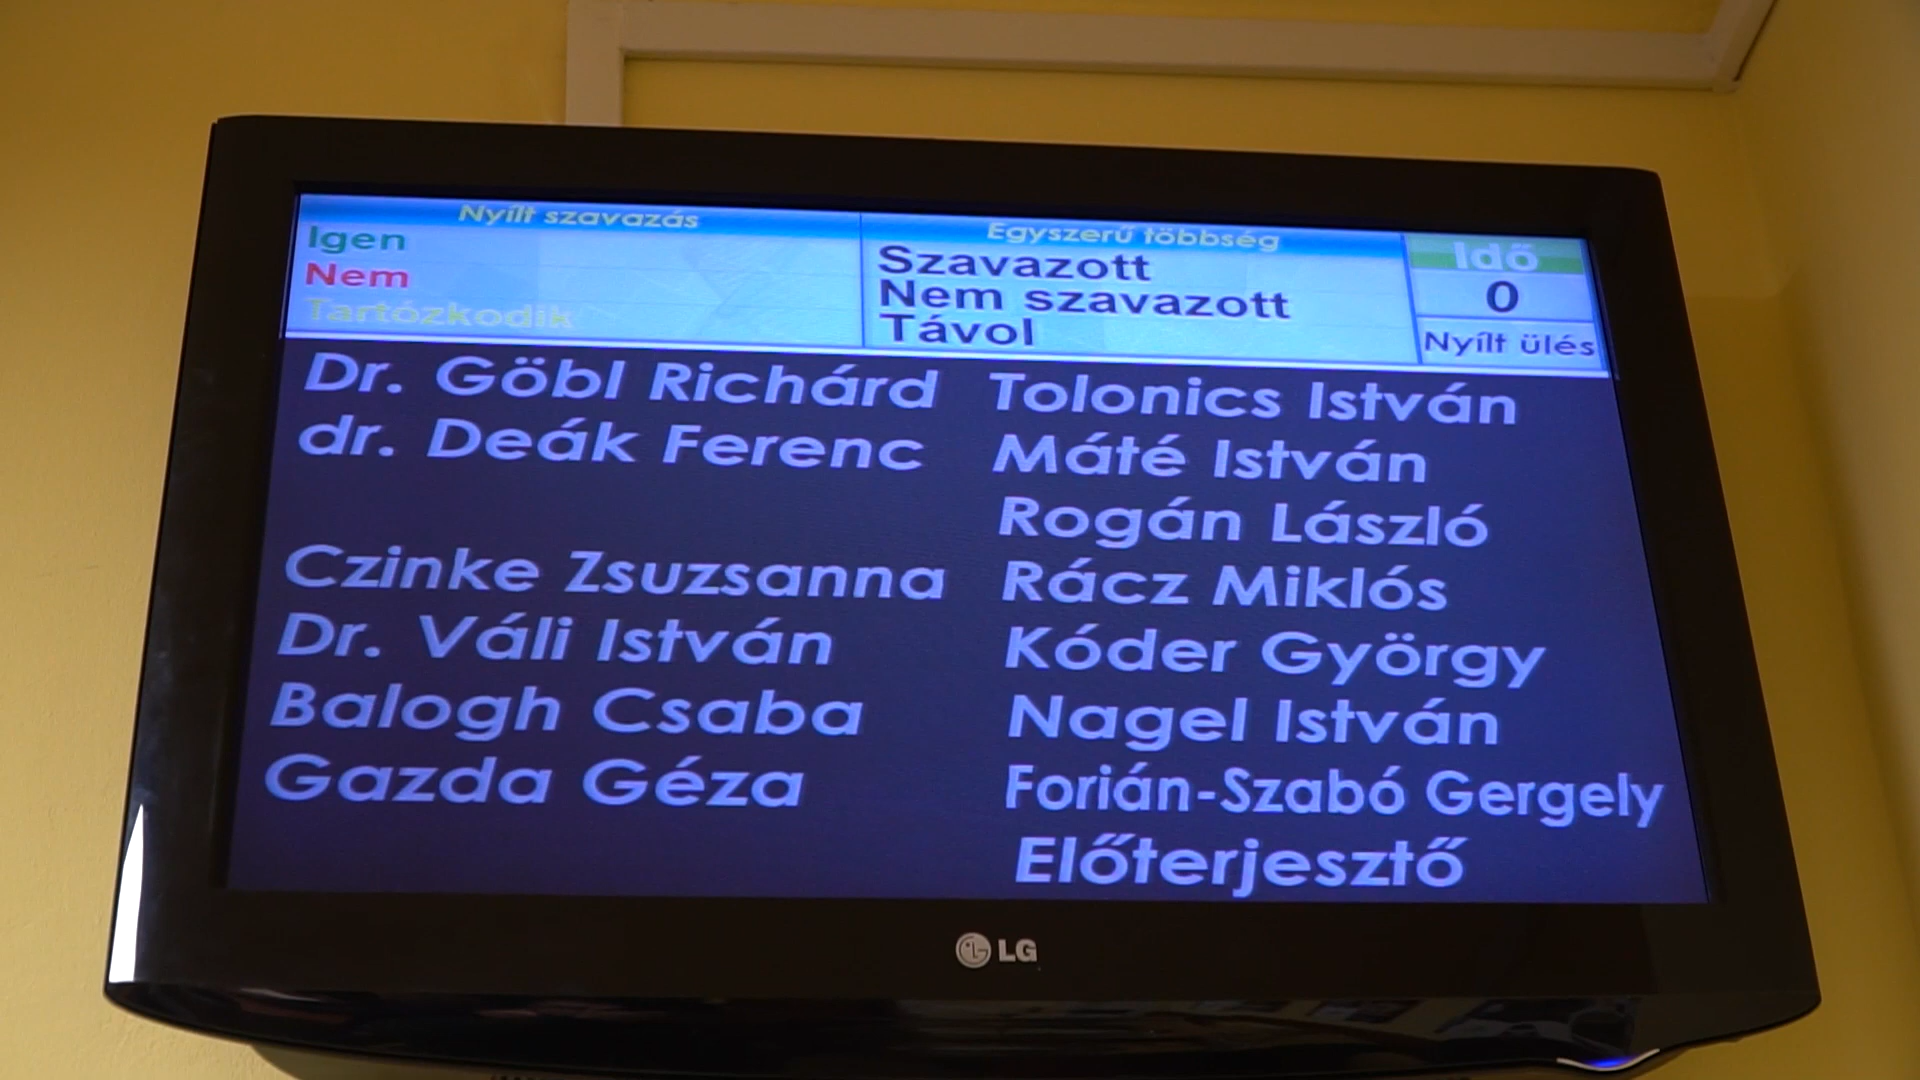 Nyílt szavazás
Igen
Nem
Tartózkodik
Egyszerű többség
Szavazott
Nem szavazott
Távol
Idő
0
Nyílt ülés
Dr. Göbl Richárd
dr. Deák Ferenc
Czinke Zsuzsanna
Dr. Váli István
Balogh Csaba
Gazda Géza
Tolonics István
Máté István
Rogán László
Rácz Miklós
Kóder György
Nagel István
Forián-Szabó Gergely
Előterjesztő
LG